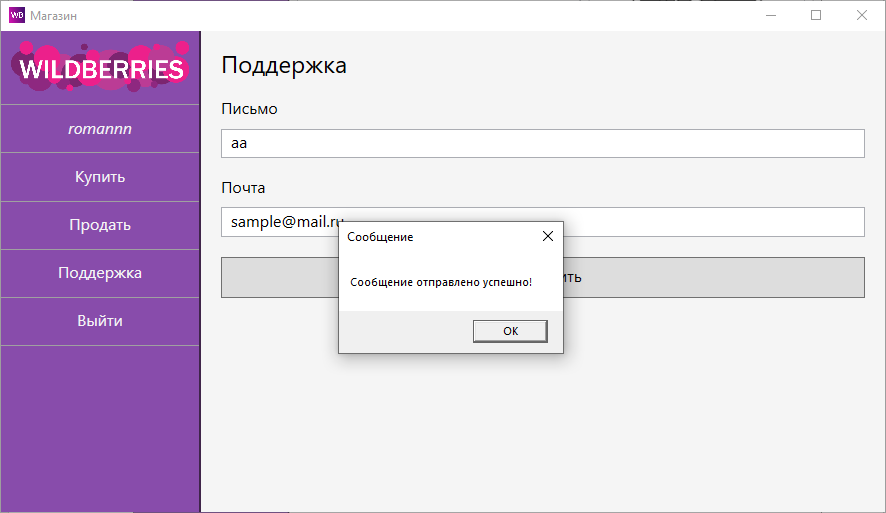 WB Магазин
WILDBERRIES
romannn
Купить
Продать
Поддержка
Выйти
Поддержка
Письмо
aa
Почта
sample@mail.ru
Сообщение
Сообщение отправлено успешно!
OK